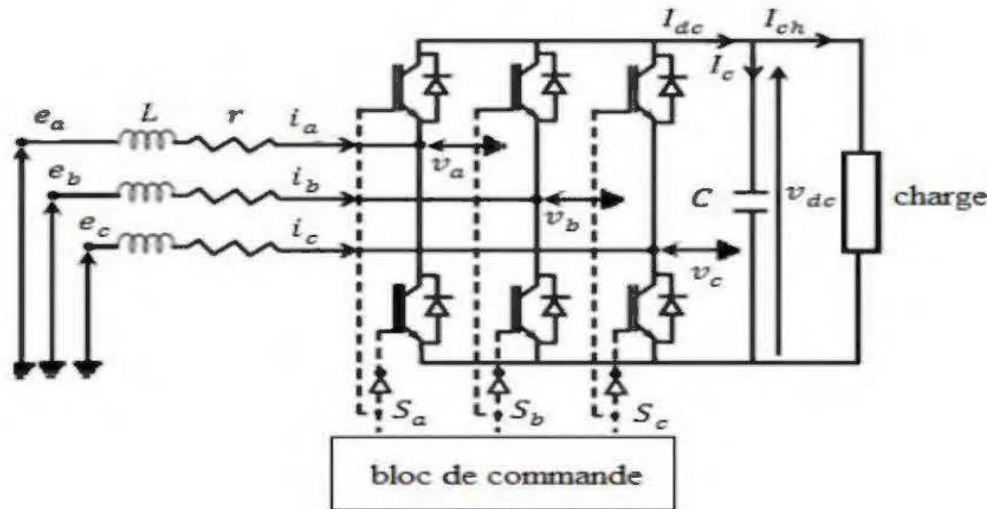 I_dc
I_ch
I_c
e_a
L
r
i_a
v_a
e_b
i_b
v_b
C
v_dc
charge
e_c
i_c
v_c
S_a
S_b
S_c
bloc de commande